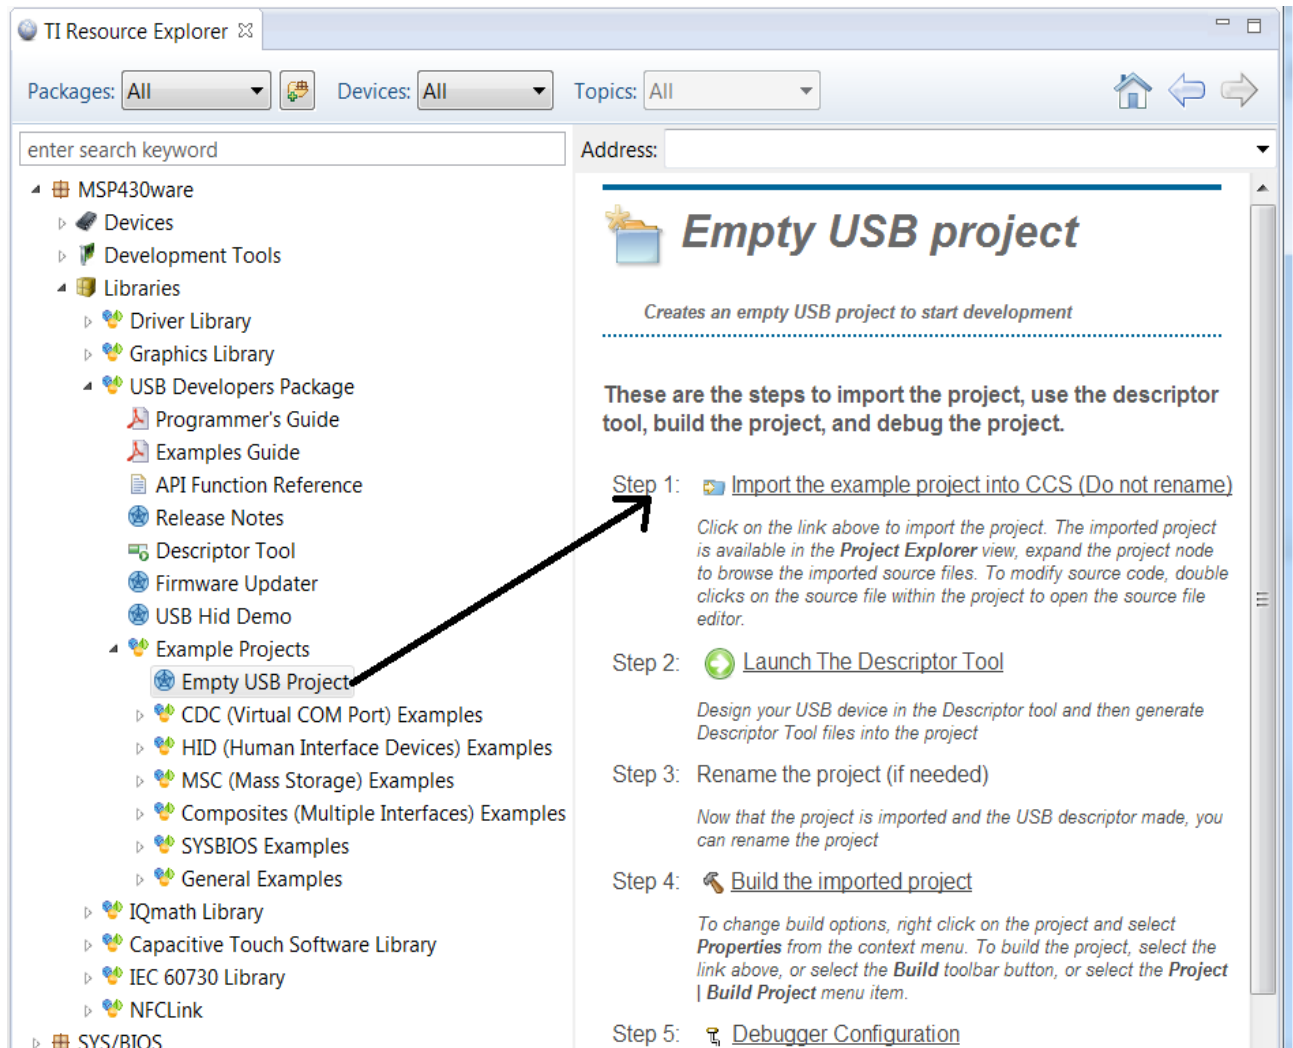 TI Resource Explorer
Packages: All Devices: All Topics: All
enter search keyword
Address:
MSP430ware
Devices
Development Tools
Libraries
Driver Library
Graphics Library
USB Developers Package
Programmer's Guide
Examples Guide
API Function Reference
Release Notes
Descriptor Tool
Firmware Updater
USB Hid Demo
Example Projects
Empty USB Project
CDC (Virtual COM Port) Examples
HID (Human Interface Devices) Examples
MSC (Mass Storage) Examples
Composites (Multiple Interfaces) Examples
SYSBIOS Examples
General Examples
IQmath Library
Capacitive Touch Software Library
IEC 60730 Library
NFCLink
SYS/BIOS
Empty USB project
Creates an empty USB project to start development
These are the steps to import the project, use the descriptor
tool, build the project, and debug the project.
Step 1: Import the example project into CCS (Do not rename)
Click on the link above to import the project. The imported project
is available in the Project Explorer view, expand the project node
to browse the imported source files. To modify source code, double
clicks on the source file within the project to open the source file
editor.
Step 2: Launch The Descriptor Tool
Design your USB device in the Descriptor tool and then generate
Descriptor Tool files into the project
Step 3: Rename the project (if needed)
Now that the project is imported and the USB descriptor made, you
can rename the project
Step 4: Build the imported project
To change build options, right click on the project and select
Properties from the context menu. To build the project, select the
link above, or select the Build toolbar button, or select the Project
| Build Project menu item.
Step 5: Debugger Configuration